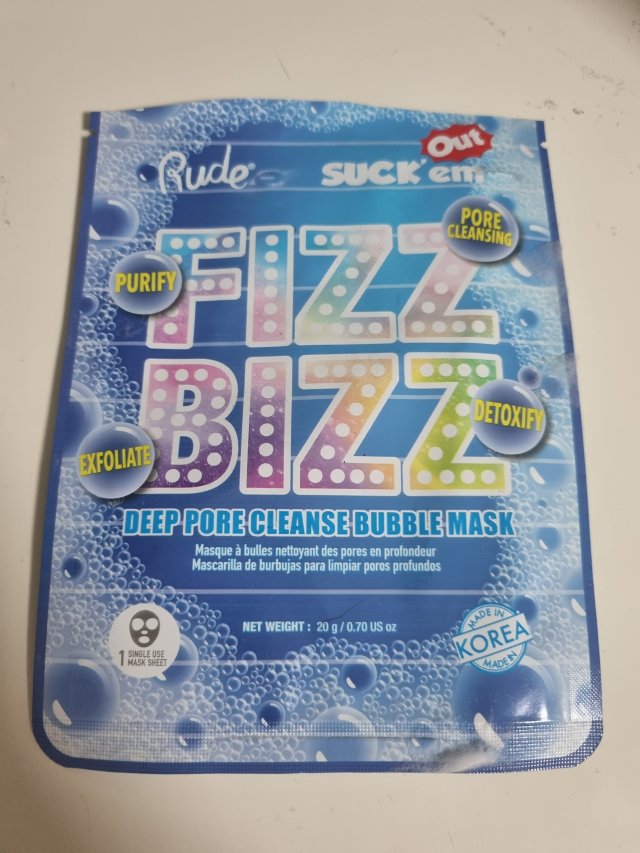 Rude®
SUCK'em Out
PORE
CLEANSING
PURIFY
FIZZ
BIZZ
DETOXIFY
EXFOLIATE
DEEP PORE CLEANSE BUBBLE MASK
Masque à bulles nettoyant des pores en profondeur
Mascarilla de burbujas para limpiar poros profundos
NET WEIGHT : 20 g / 0.70 US oz
1 SINGLE USE
MASK SHEET
MADE IN
KOREA
MADE IN